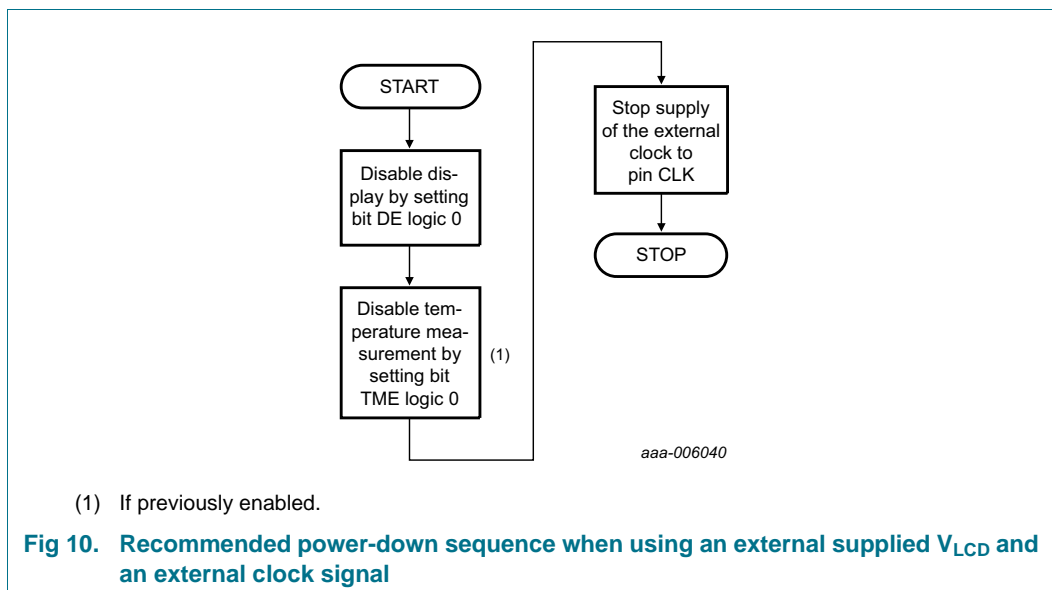 START
Disable dis-
play by setting
bit DE logic 0
Disable tem-
perature mea-
surement by
setting bit
TME logic 0
(1)
Stop supply
of the external
clock to
pin CLK
STOP
aaa-006040
(1) If previously enabled.
Fig 10. Recommended power-down sequence when using an external supplied VLCD and
an external clock signal